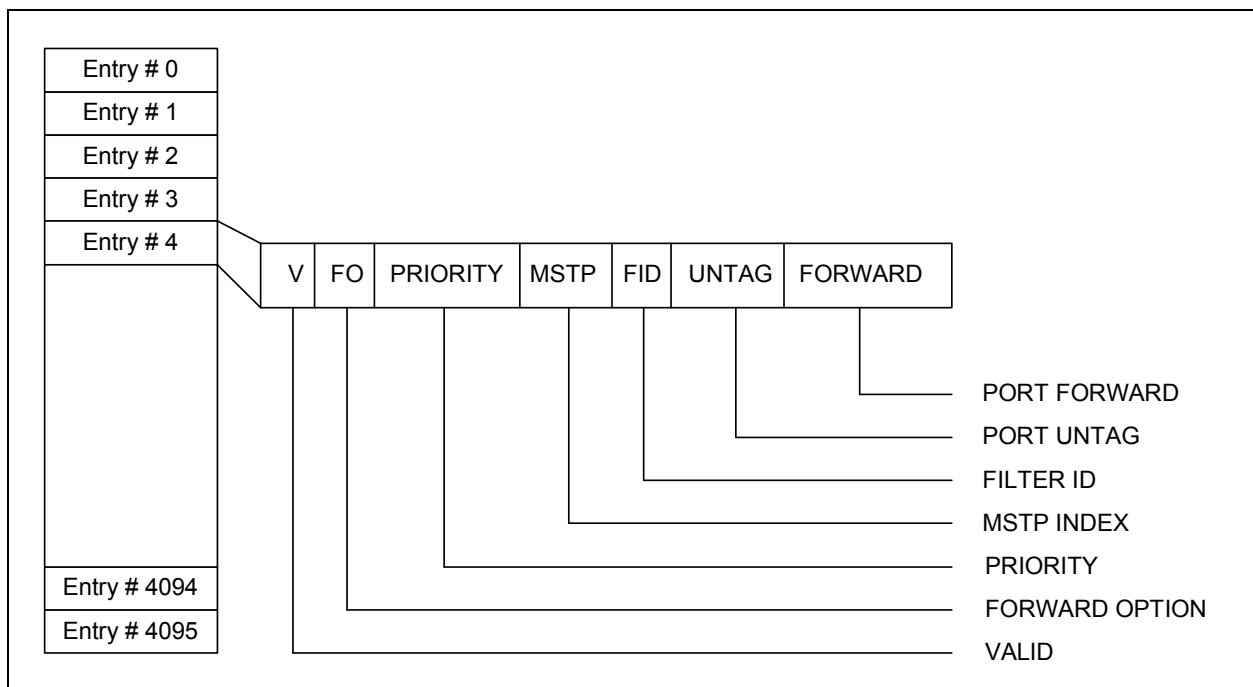 Entry # 0
Entry # 1
Entry # 2
Entry # 3
Entry # 4
V FO PRIORITY MSTP FID UNTAG FORWARD
PORT FORWARD
PORT UNTAG
FILTER ID
MSTP INDEX
PRIORITY
FORWARD OPTION
VALID
Entry # 4094
Entry # 4095